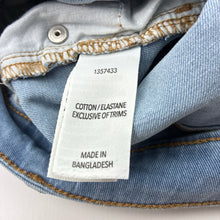 1357433
COTTON/ELASTANE
EXCLUSIVE OF TRIMS
MADE IN
BANGLADESH